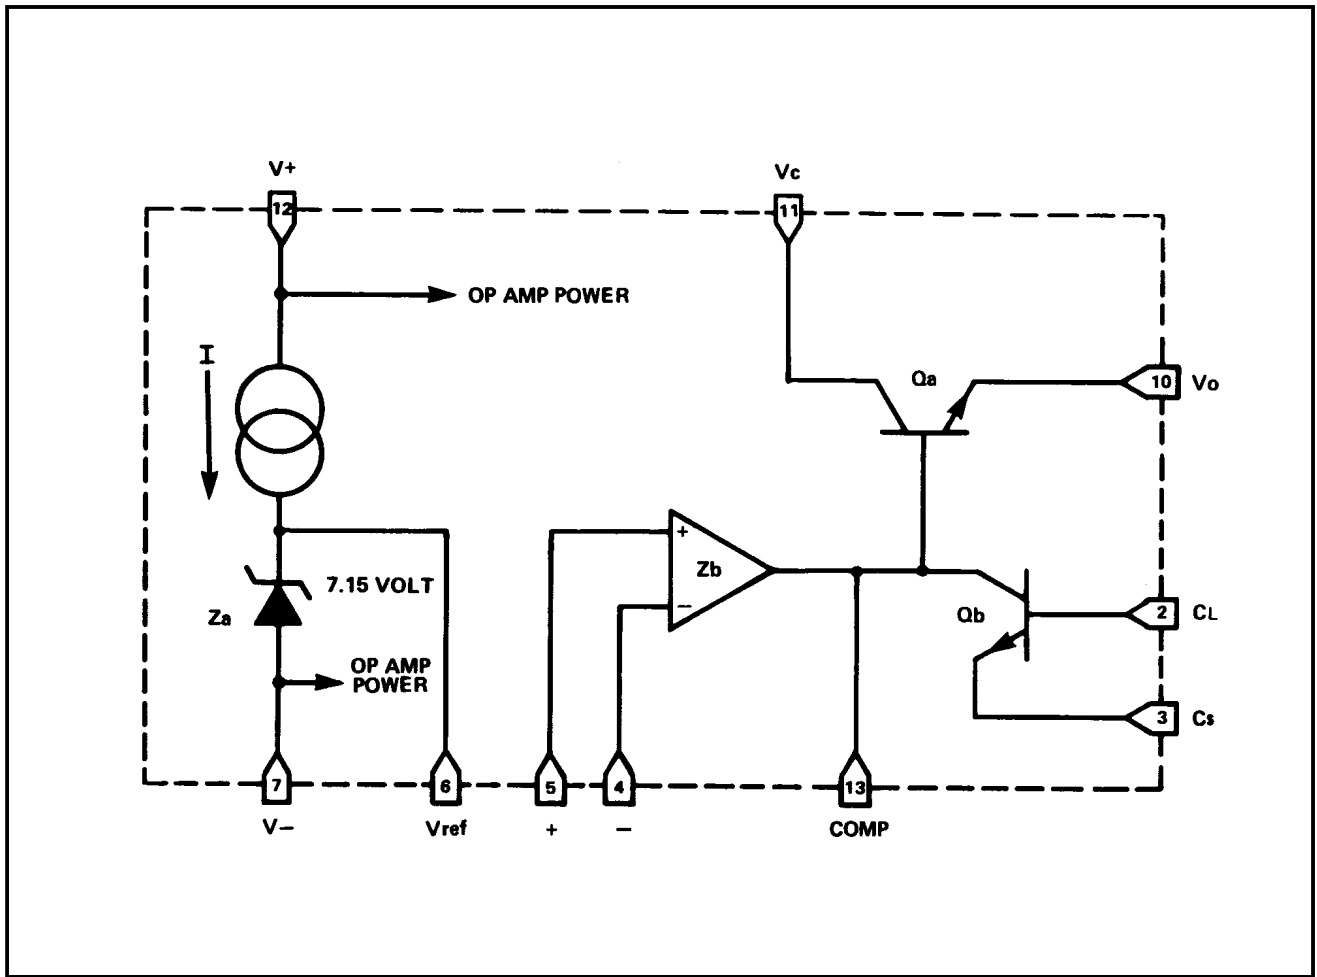 V+
Vc
12
11
OP AMP POWER
I
Qa
10
Vo
+
Zb
7.15 VOLT
Za
−
Qb
2
CL
OP AMP
POWER
3
Cs
7
6
5
4
13
V−
Vref
+
−
COMP